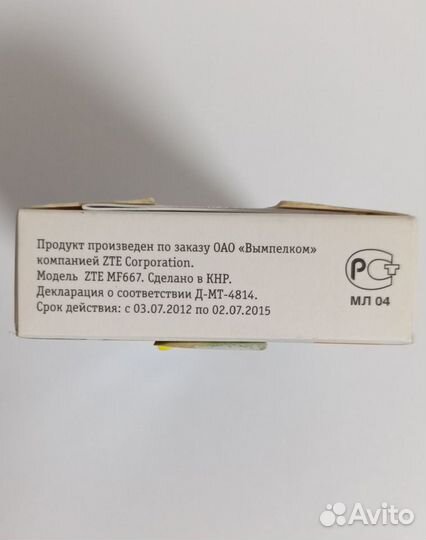 Продукт произведен по заказу ОАО «Вымпелком»
компанией ZTE Corporation.
Модель ZTE MF667. Сделано в КНР.
Декларация о соответствии Д-МТ-4814.
Срок действия: с 03.07.2012 по 02.07.2015
РСТ
МЛ 04
Avito